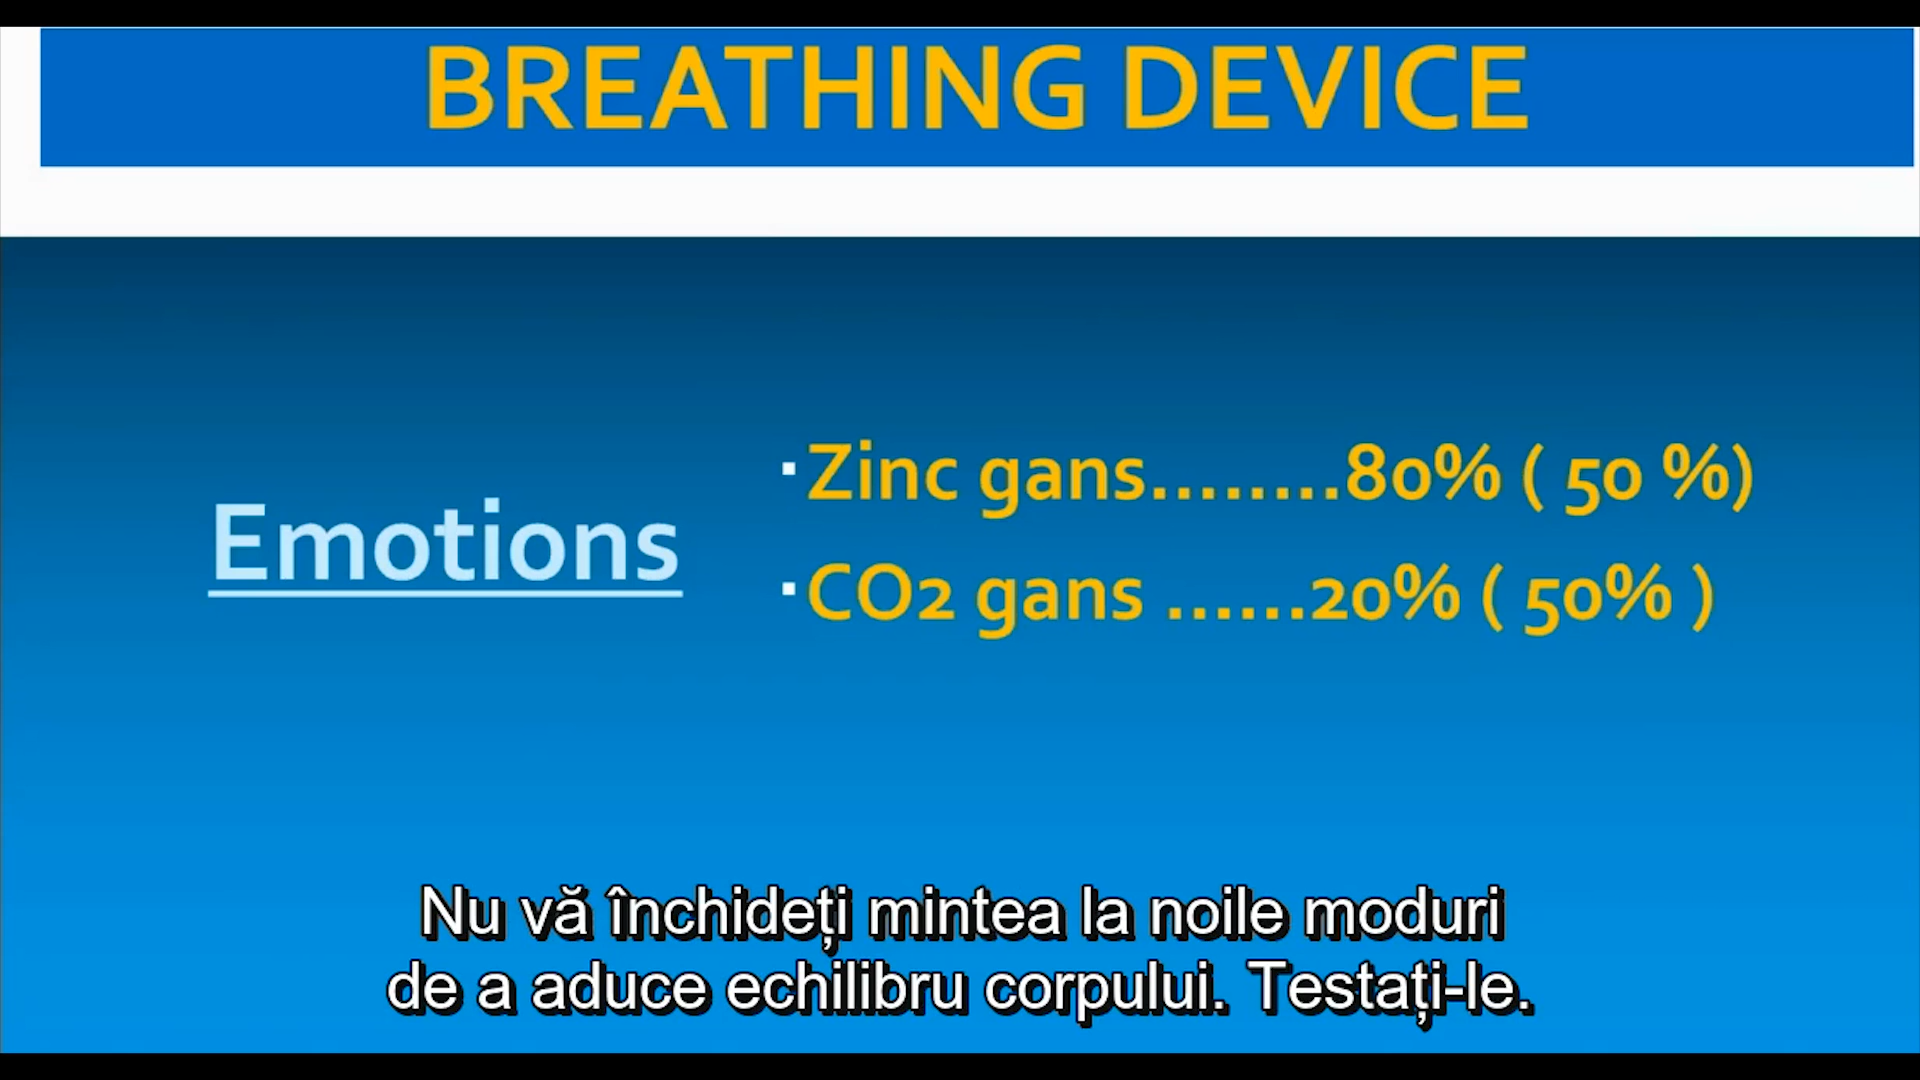 BREATHING DEVICE
Emotions
▪Zinc gans........80% ( 50 %)
▪CO2 gans ......20% ( 50% )
Nu vă închideți mintea la noile moduri
de a aduce echilibru corpului. Testați-le.